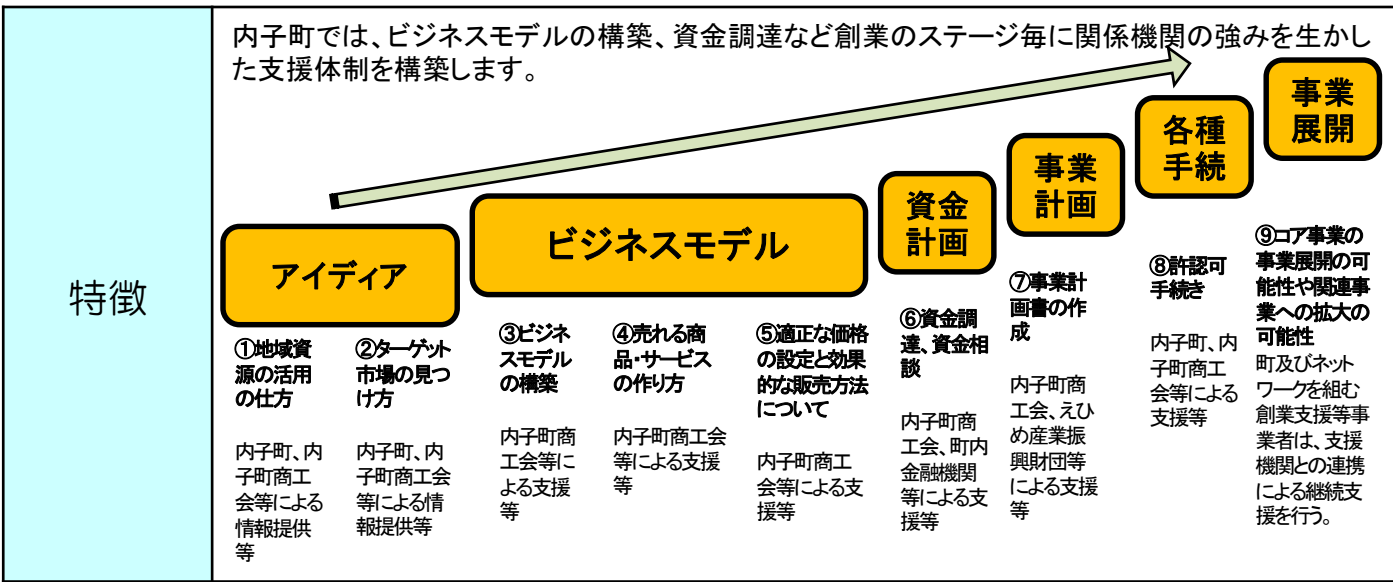 特徴
内子町では、ビジネスモデルの構築、資金調達など創業のステージ毎に関係機関の強みを生かし
た支援体制を構築します。
アイディア
ビジネスモデル
資金
計画
事業
計画
各種
手続
事業
展開
①地域資
源の活用
の仕方
内子町、内
子町商工
会等による
情報提供
等
②ターゲット
市場の見つ
け方
内子町、内
子町商工会
等による情
報提供等
③ビジネ
スモデル
の構築
内子町商
工会等に
よる支援
等
④売れる商
品・サービス
の作り方
内子町商工会
等による支援
等
⑤適正な価格
の設定と効果
的な販売方法
について
内子町商工
会等による支
援等
⑥資金調
達、資金相
談
内子町商
工会、町内
金融機関
等による支
援等
⑦事業計
画書の作
成
内子町商
工会、えひ
め産業振
興財団等
による支援
等
⑧許認可
手続き
内子町、内
子町商工
会等による
支援等
⑨コア事業の
事業展開の可
能性や関連事
業への拡大の
可能性
町及びネット
ワークを組む
創業支援等事
業者は、支援
機関との連携
による継続支
援を行う。